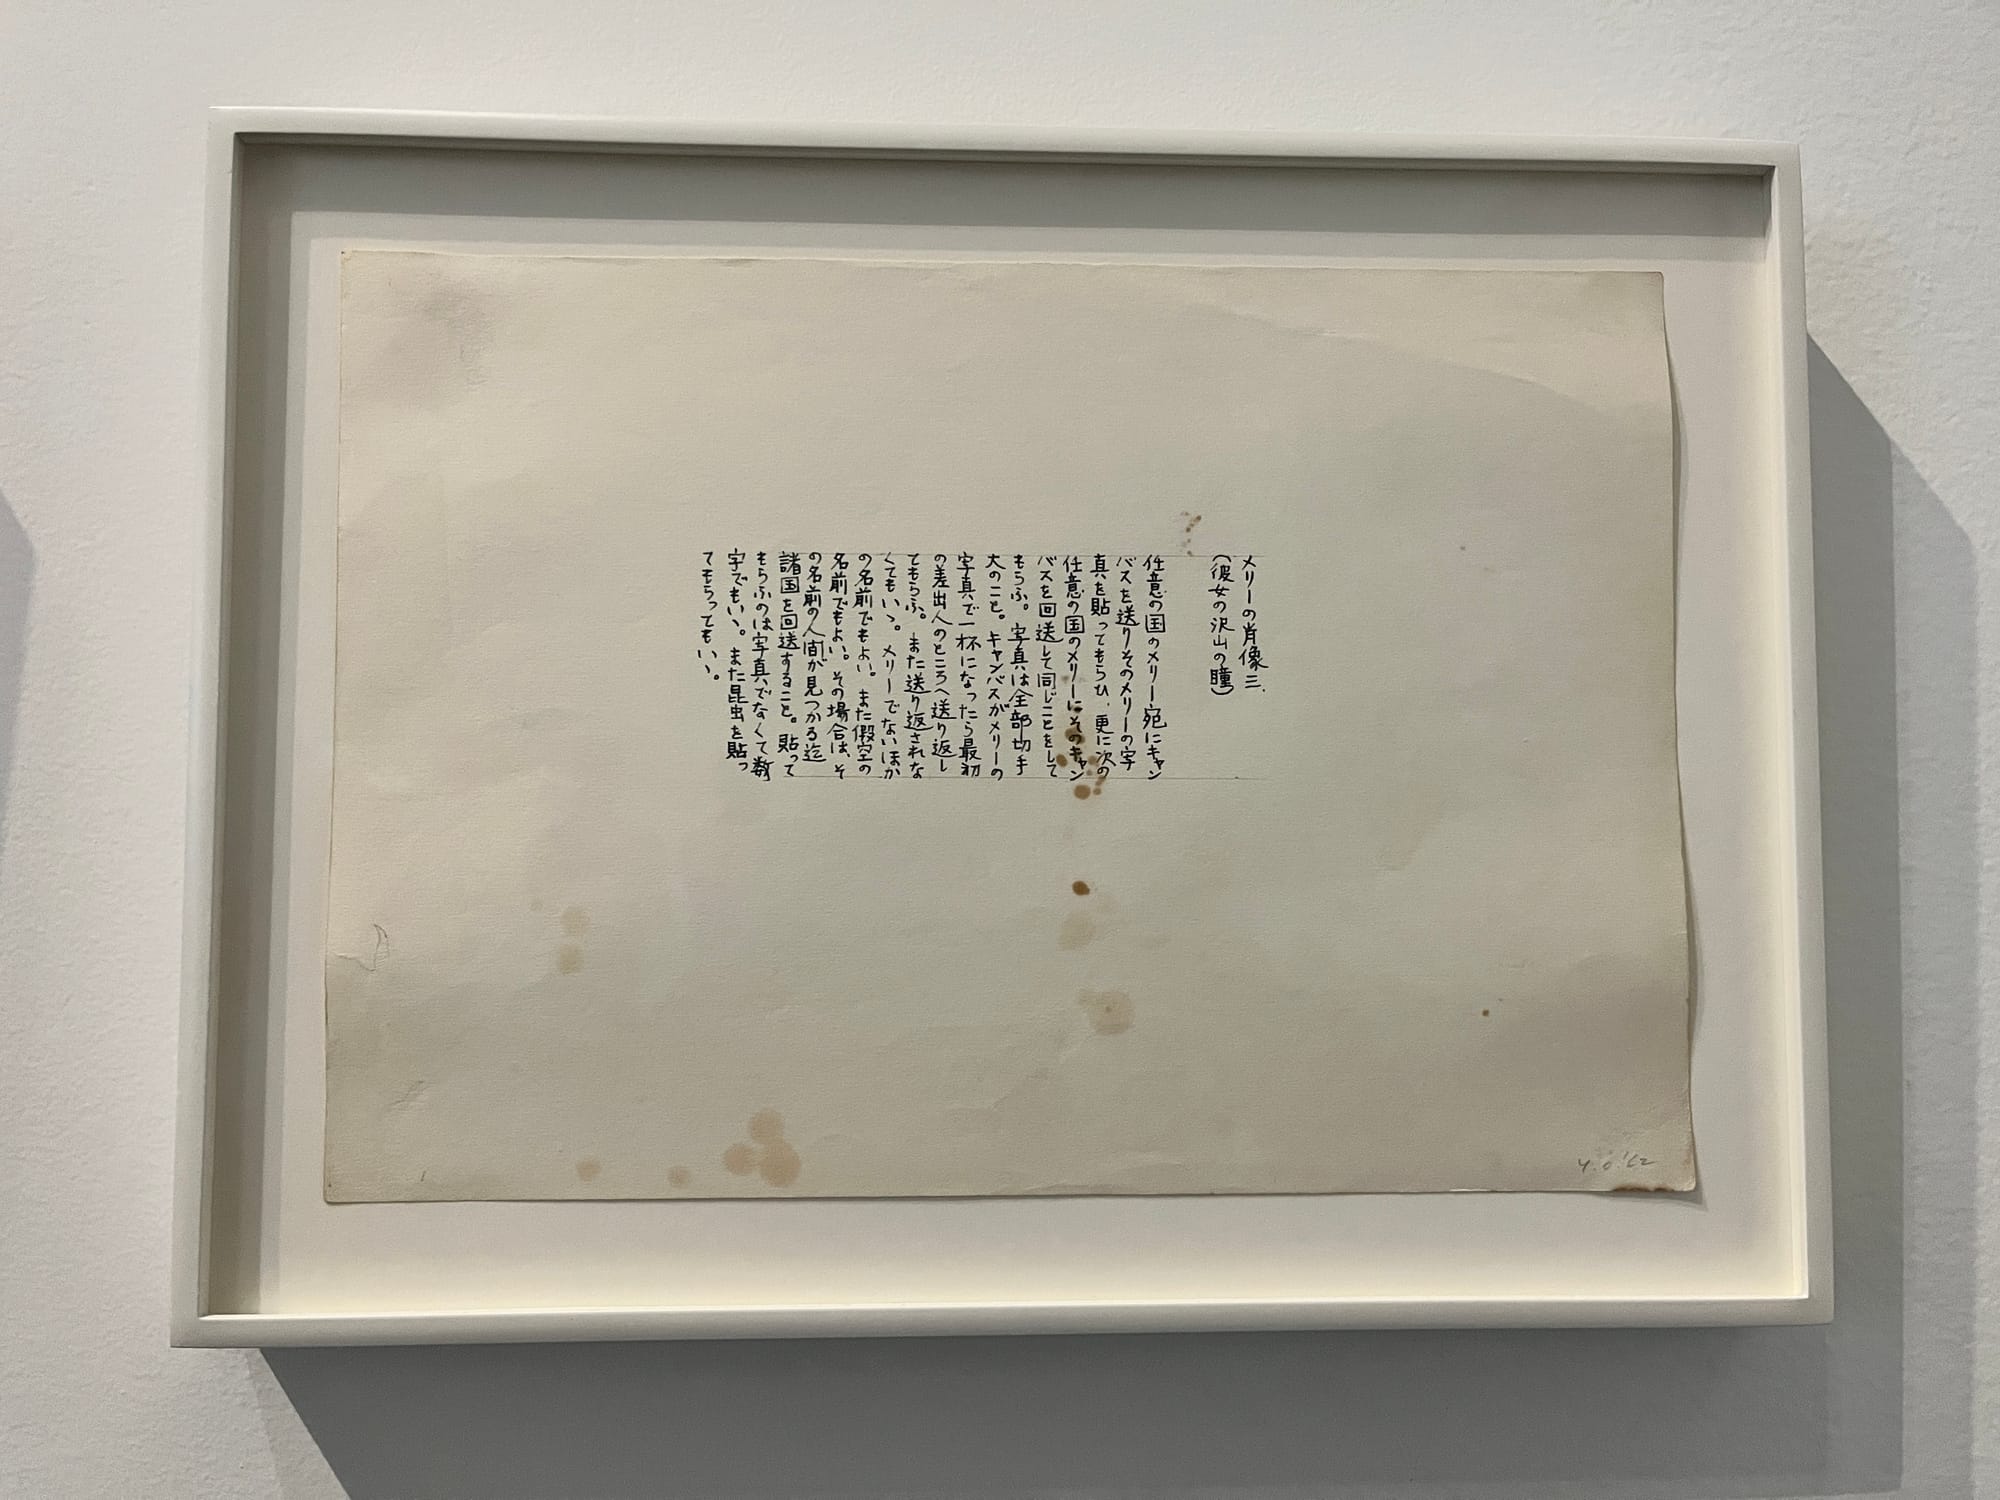 メリーの肖像三.
（彼女の沢山の瞳）
任意の国のメリー宛にキャン
バスを送りそのメリーの写
真を貼ってもらひ、更に次の
任意の国のメリーにそのキャン
バスを回送して同じことをして
もらふ。写真は全部切手
大のこと。キャンバスがメリーの
写真で一杯になったら最初
の差出人のところへ送り返し
てもらふ。また送り返されな
くてもいゝ。メリーでないほか
の名前でもよい。また假空の
名前でもよい。その場合は、そ
の名前の人間が見つかる迄
諸国を回送すること。貼って
もらふのは写真でなくて数
字でもいい。また昆虫を貼っ
てもらってもいい。
Y.O.'62